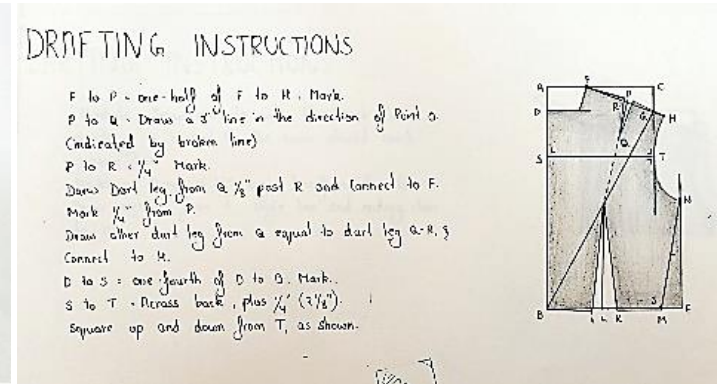 DRAFTING INSTRUCTIONS
F to P - one-half of F to H. Mark.
P to Q - Draw a 3" line in the direction of Point O.
(indicated by broken line)
P to R - 1/4" Mark.
Draw Dart leg from Q 1/8" past R and Connect to F.
Mark 1/4" from P.
Draw other dart leg from Q equal to dart leg Q-R, &
Connect to H.
D to S = one-fourth of D to B. Mark.
S to T - Across back, plus 1/4" (7 1/8").
Square up and down from T, as shown.
A
F
C
P
R
G
H
D
Q
S
T
N
B
L
K
M
E